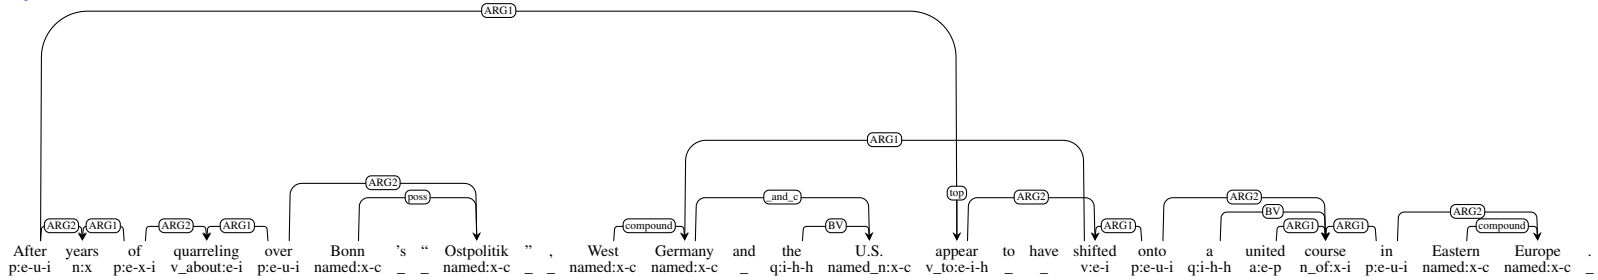 ARG1
ARG1
top
ARG2 _and_c ARG2 ARG2
poss BV ARG2
ARG2 ARG1 ARG2 ARG1 compound BV ARG1 ARG1 ARG1 compound
After years of quarreling over Bonn 's “ Ostpolitik ” , West Germany and the U.S. appear to have shifted onto a united course in Eastern Europe .
p:e-u-i n:x p:e-x-i v_about:e-i p:e-u-i named:x-c _ _ named:x-c _ _ named:x-c named:x-c _ q:i-h-h named_n:x-c v_to:e-i-h _ _ v:e-i p:e-u-i q:i-h-h a:e-p n_of:x-i p:e-u-i named:x-c named:x-c _